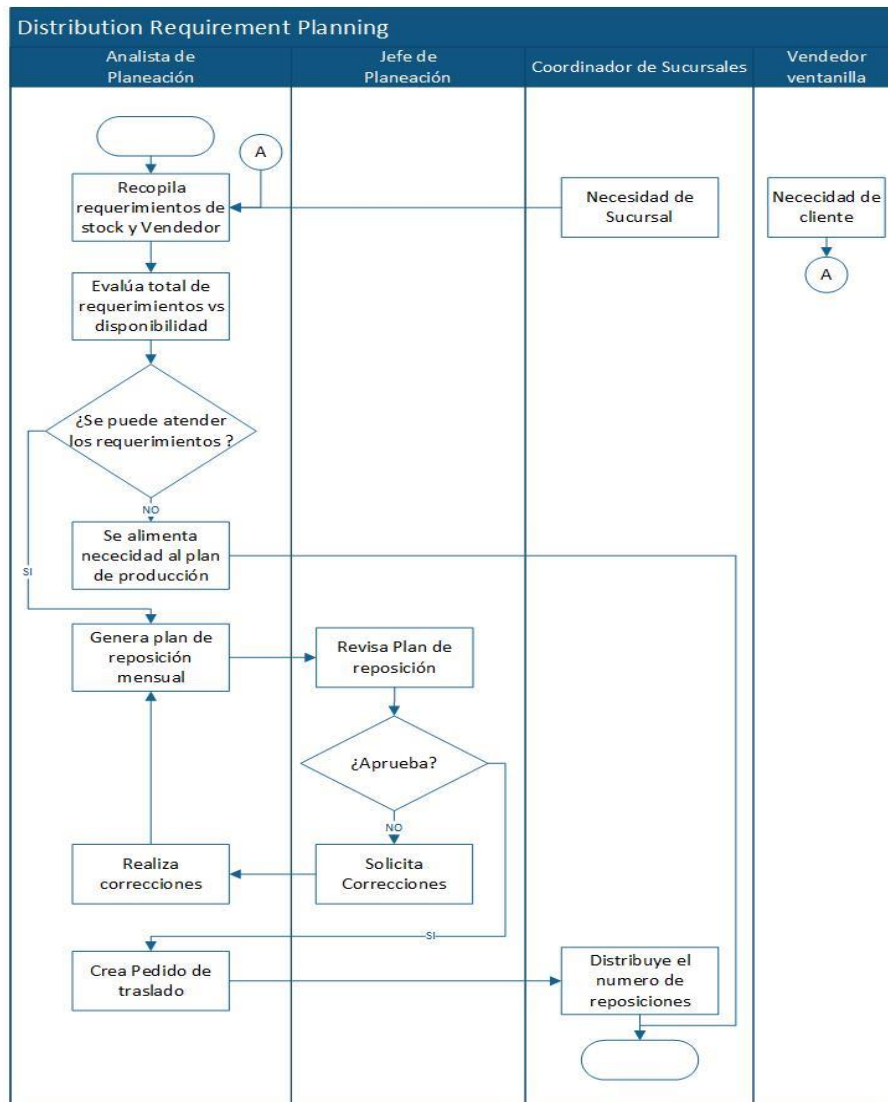 Distribution Requirement Planning
Analista de
Planeación
Jefe de
Planeación
Coordinador de Sucursales
Vendedor
ventanilla
A
Recopila
requerimientos de
stock y Vendedor
Necesidad de
Sucursal
Nececidad de
cliente
A
Evalúa total de
requerimientos vs
disponibilidad
¿Se puede atender
los requerimientos ?
NO
Se alimenta
nececidad al plan
de producción
SI
Genera plan de
reposición
mensual
Revisa Plan de
reposición
¿Aprueba?
NO
Realiza
correcciones
Solicita
Correcciones
SI
Crea Pedido de
traslado
Distribuye el
numero de
reposiciones